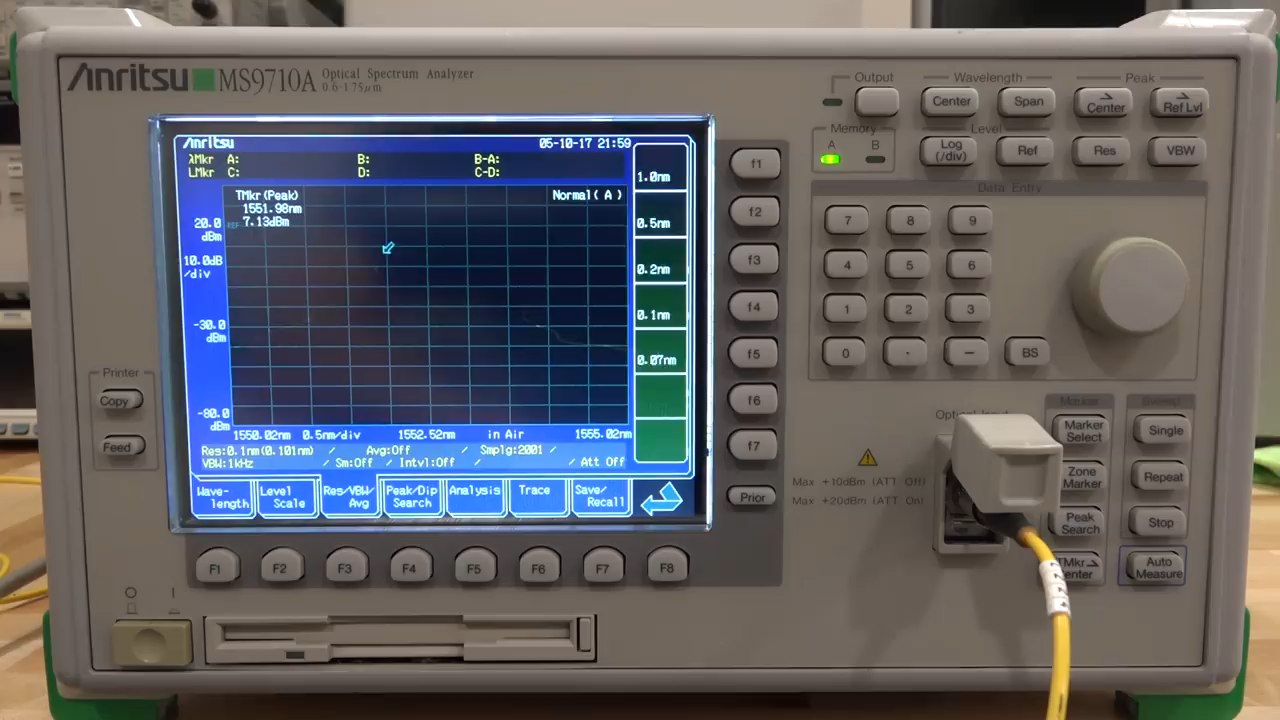 Anritsu MS9710A Optical Spectrum Analyzer
0.6-1.75µm
Anritsu 05-10-17 21:59
λMkr A: B: B-A:
LMkr C: D: C-D:
TMkr(Peak)
1551.98nm
7.13dBm
Normal(A)
20.0
dBm
REF
10.0dB
/div
-30.0
dBm
-80.0
dBm
1550.02nm 0.5nm/div 1552.52nm in Air 1555.02nm
Res:0.1nm(0.101nm) / Avg:Off / Smplg:2001 /
VBW:1kHz / Sm:Off / Intvl:Off / / Att Off
1.0nm
0.5nm
0.2nm
0.1nm
0.07nm
Wave-
length
Level
Scale
Res/VBW/
Avg
Peak/Dip
Search
Analysis
Trace
Save/
Recall
f1
f2
f3
f4
f5
f6
f7
Prior
F1 F2 F3 F4 F5 F6 F7 F8
Printer
Copy
Feed
O I
Output
Wavelength
Center Span
Peak
→
Center
→
Ref Lvl
Memory
A B
Level
Log
(/div)
Ref Res VBW
Data Entry
7 8 9
4 5 6
1 2 3
0 · − BS
Max +10dBm (ATT Off)
Max +20dBm (ATT On)
Marker
Marker
Select
Zone
Marker
Peak
Search
Sweep
Single
Repeat
Stop
Auto
Measure